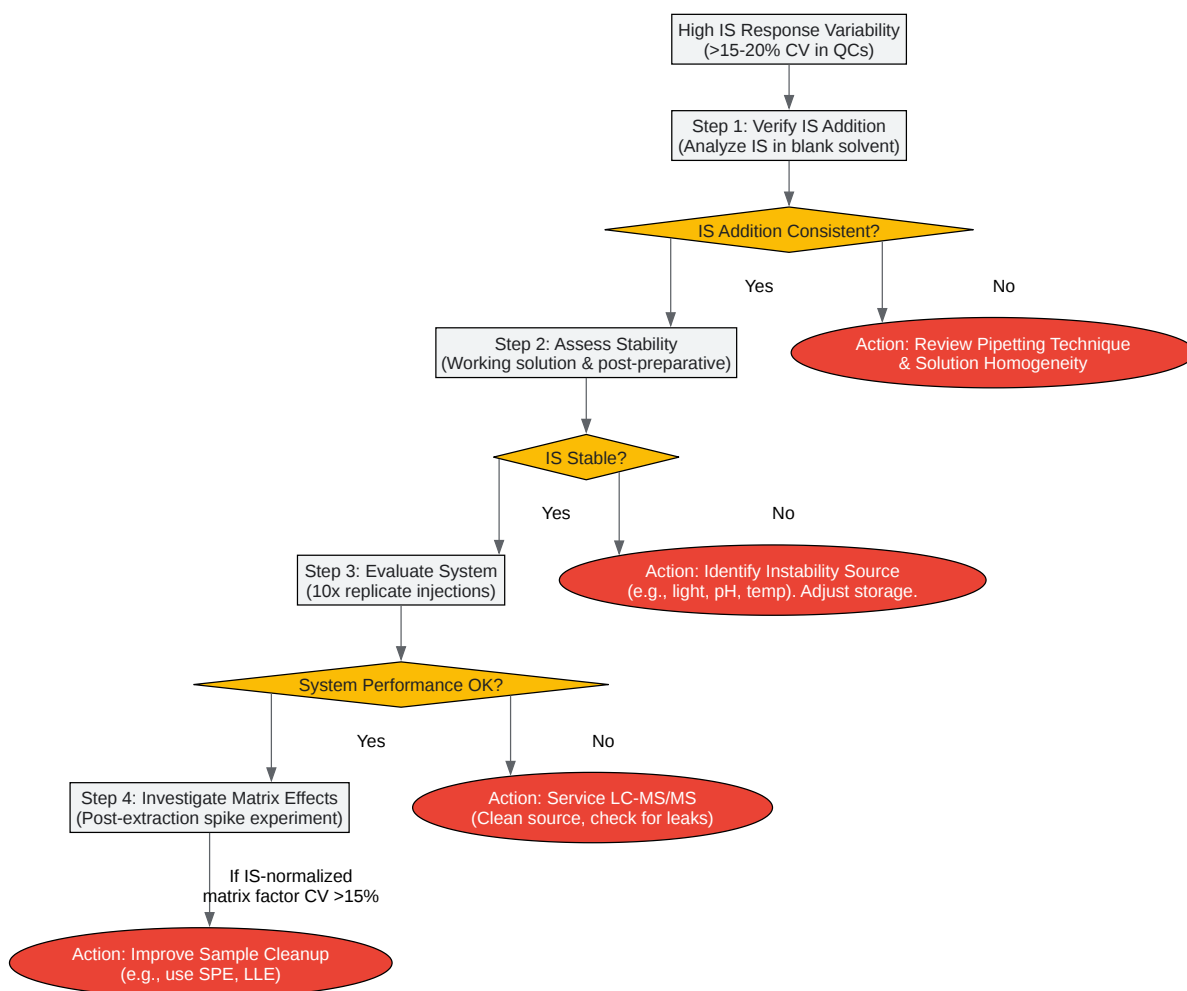 High IS Response Variability
(>15-20% CV in QCs)
Step 1: Verify IS Addition
(Analyze IS in blank solvent)
IS Addition Consistent?
Yes
No
Step 2: Assess Stability
(Working solution & post-preparative)
Action: Review Pipetting Technique
& Solution Homogeneity
IS Stable?
Yes
No
Step 3: Evaluate System
(10x replicate injections)
Action: Identify Instability Source
(e.g., light, pH, temp). Adjust storage.
System Performance OK?
Yes
No
Step 4: Investigate Matrix Effects
(Post-extraction spike experiment)
Action: Service LC-MS/MS
(Clean source, check for leaks)
If IS-normalized
matrix factor CV >15%
Action: Improve Sample Cleanup
(e.g., use SPE, LLE)